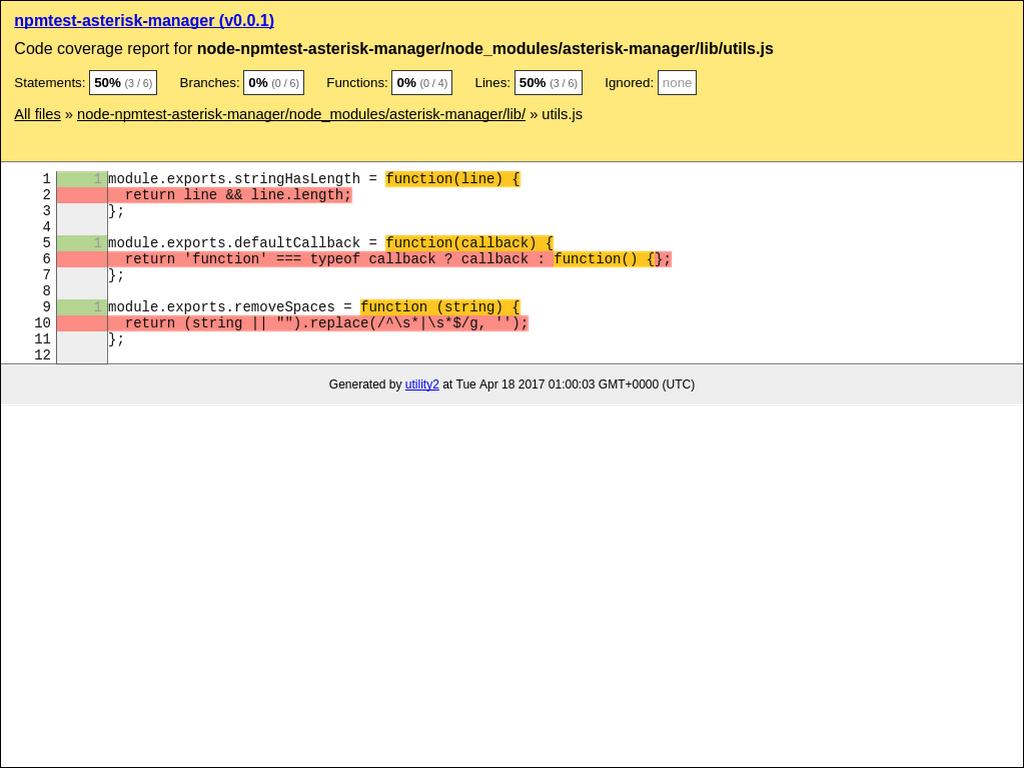 npmtest-asterisk-manager (v0.0.1)
Code coverage report for node-npmtest-asterisk-manager/node_modules/asterisk-manager/lib/utils.js
Statements: 50% (3 / 6) Branches: 0% (0 / 6) Functions: 0% (0 / 4) Lines: 50% (3 / 6) Ignored: none
All files » node-npmtest-asterisk-manager/node_modules/asterisk-manager/lib/ » utils.js
1 1 module.exports.stringHasLength = function(line) {
2 return line && line.length;
3 };
4
5 1 module.exports.defaultCallback = function(callback) {
6 return 'function' === typeof callback ? callback : function() {};
7 };
8
9 1 module.exports.removeSpaces = function (string) {
10 return (string || "").replace(/^\s*|\s*$/g, '');
11 };
12
Generated by utility2 at Tue Apr 18 2017 01:00:03 GMT+0000 (UTC)